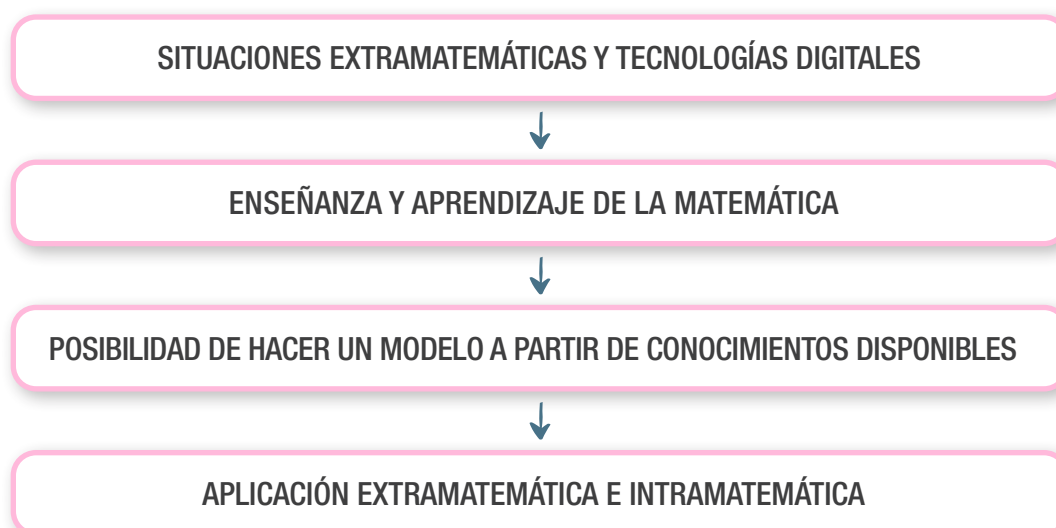 SITUACIONES EXTRAMATEMÁTICAS Y TECNOLOGÍAS DIGITALES
ENSEÑANZA Y APRENDIZAJE DE LA MATEMÁTICA
POSIBILIDAD DE HACER UN MODELO A PARTIR DE CONOCIMIENTOS DISPONIBLES
APLICACIÓN EXTRAMATEMÁTICA E INTRAMATEMÁTICA